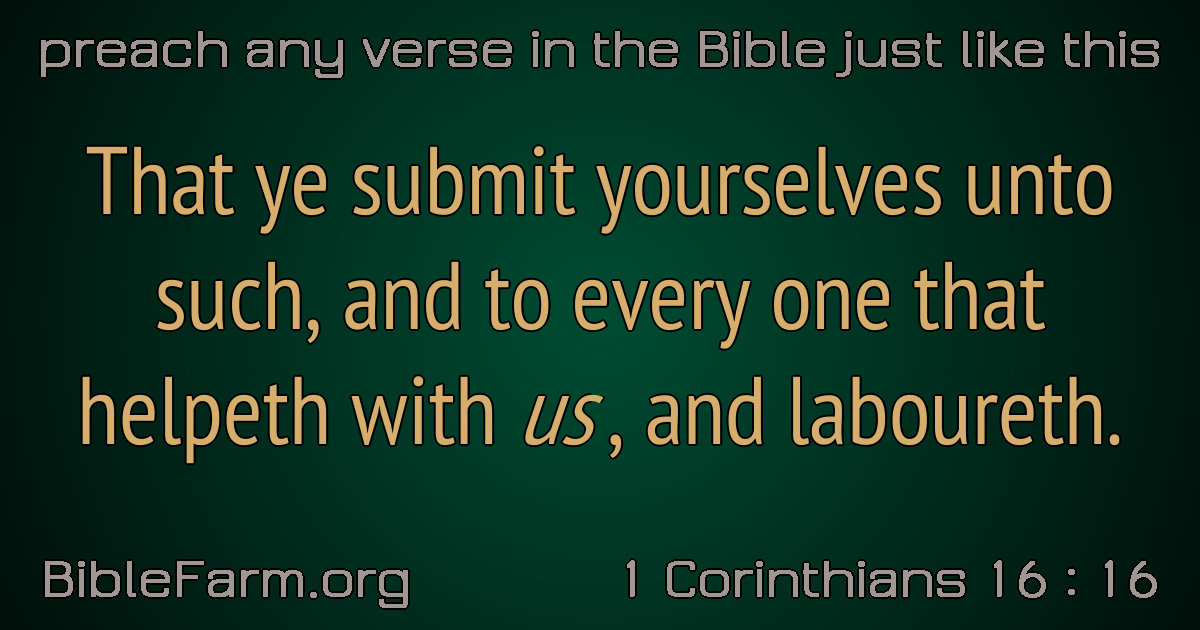 preach any verse in the Bible just like this
That ye submit yourselves unto
such, and to every one that
helpeth with us, and laboureth.
BibleFarm.org
1 Corinthians 16 : 16